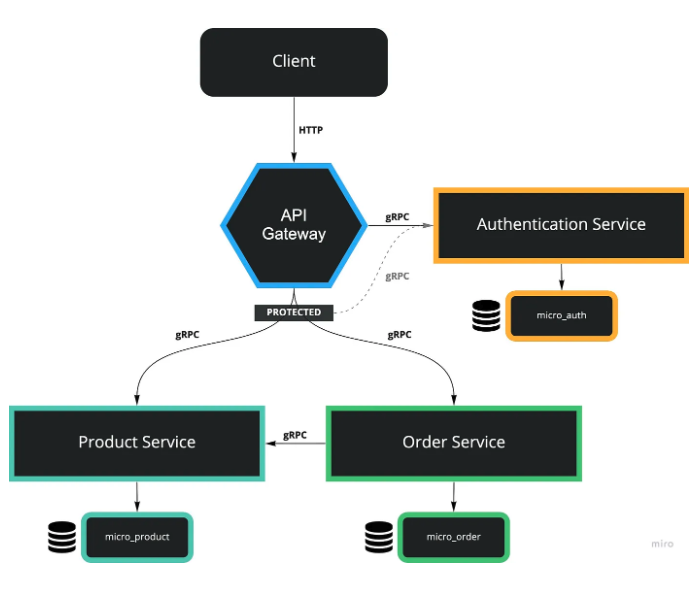 Client
HTTP
API
Gateway
gRPC
Authentication Service
gRPC
PROTECTED
micro_auth
gRPC
gRPC
Product Service
gRPC
Order Service
micro_product
micro_order
miro